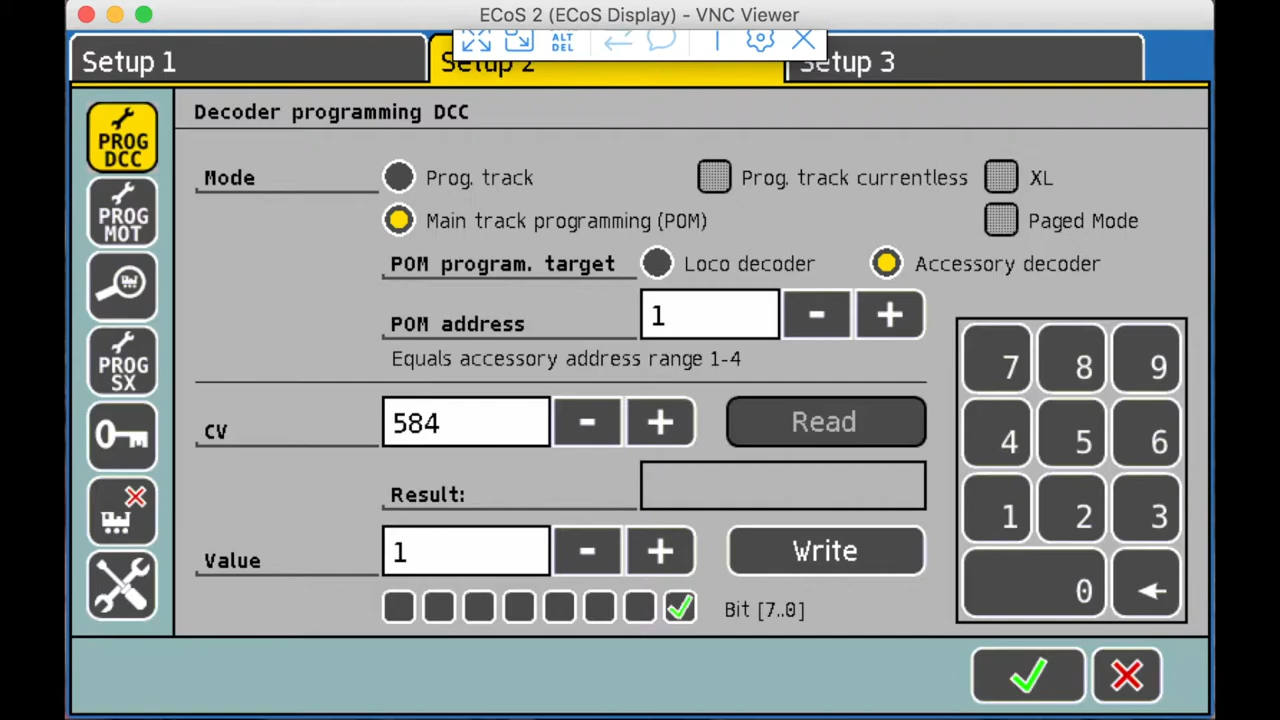 ECoS 2 (ECoS Display) - VNC Viewer
ALT
DEL
Setup 1
Setup 2
Setup 3
PROG
DCC
Decoder programming DCC
Mode
Prog. track
Prog. track currentless
XL
PROG
MOT
Main track programming (POM)
Paged Mode
POM program. target
Loco decoder
Accessory decoder
POM address
1
-
+
Equals accessory address range 1-4
PROG
SX
7
8
9
CV
584
-
+
Read
4
5
6
Result:
1
2
3
Value
1
-
+
Write
0
Bit [7..0]